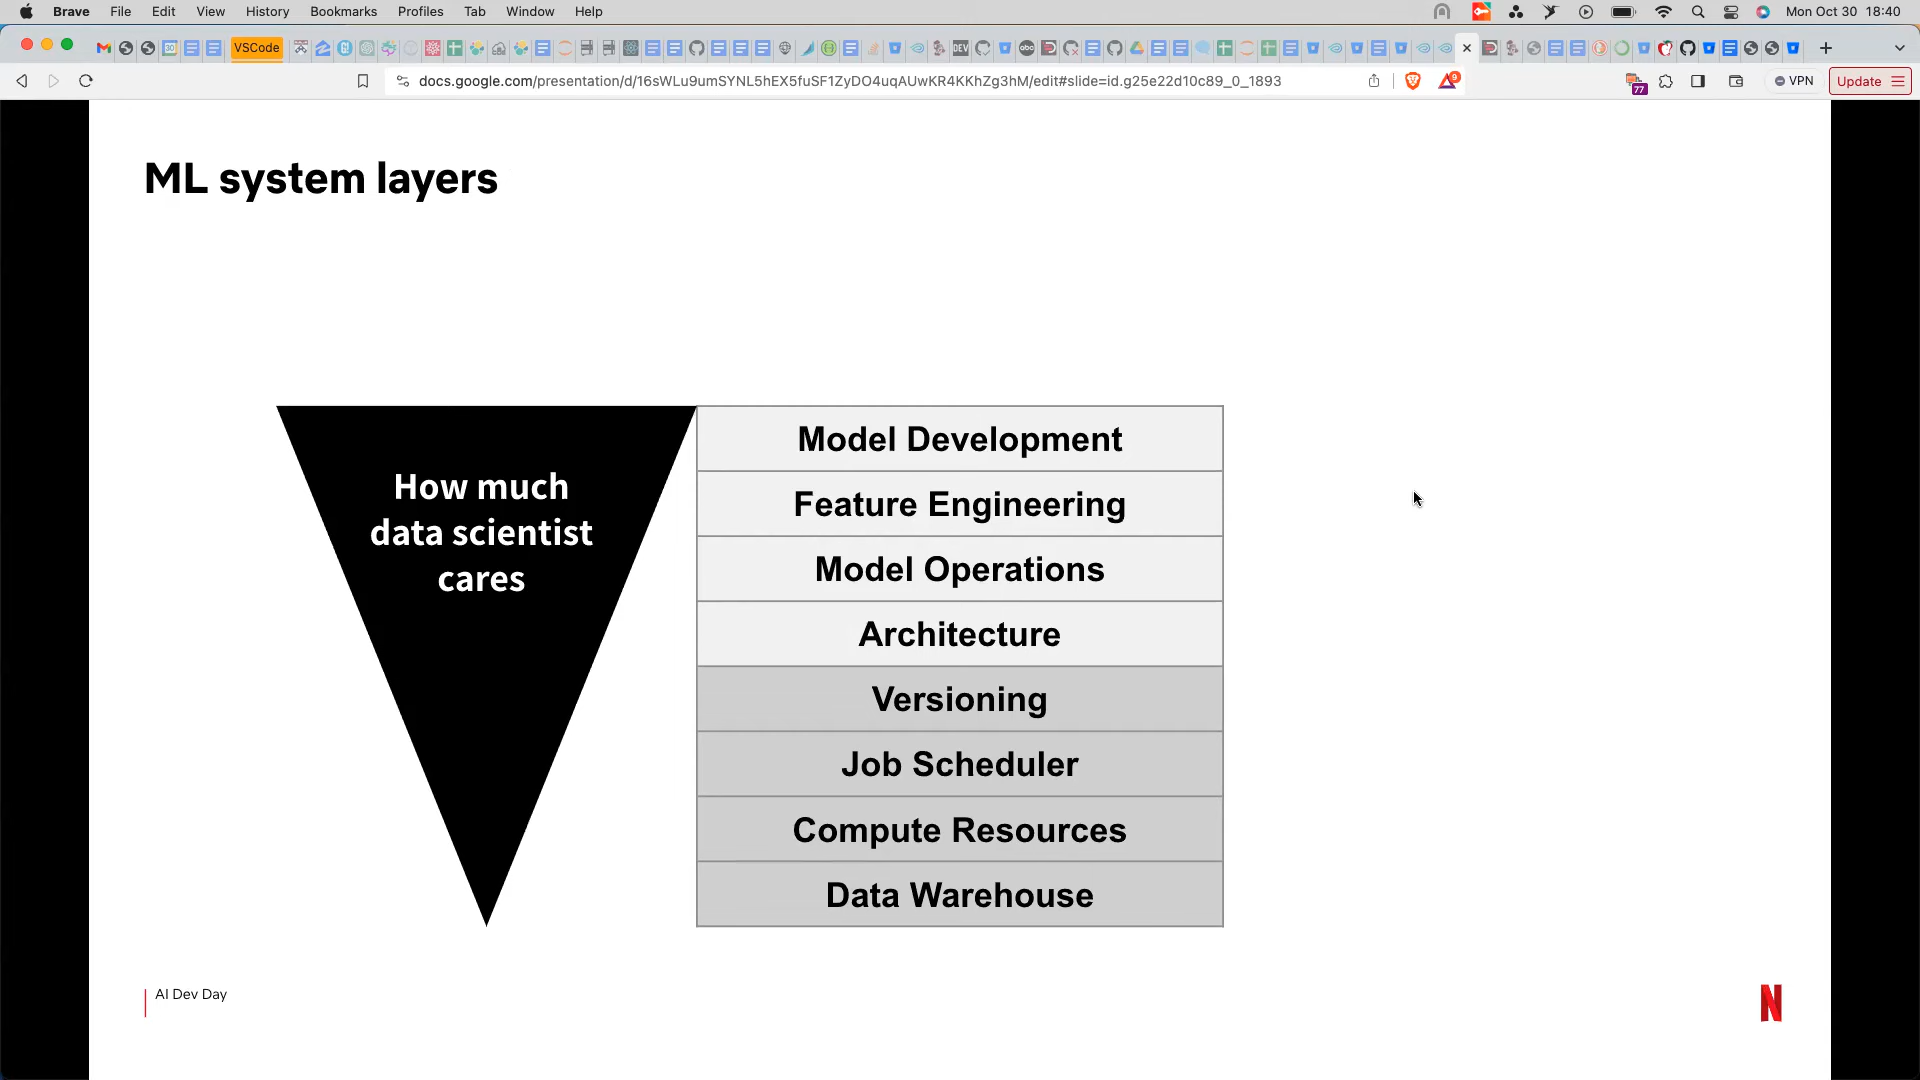 Brave File Edit View History Bookmarks Profiles Tab Window Help Mon Oct 30 18:40
VSCode
docs.google.com/presentation/d/16sWLu9umSYNL5hEX5fuSF1ZyDO4uqAUwKR4KKhZg3hM/edit#slide=id.g25e22d10c89_0_1893
9
77
VPN
Update
ML system layers
How much
data scientist
cares
Model Development
Feature Engineering
Model Operations
Architecture
Versioning
Job Scheduler
Compute Resources
Data Warehouse
AI Dev Day
N